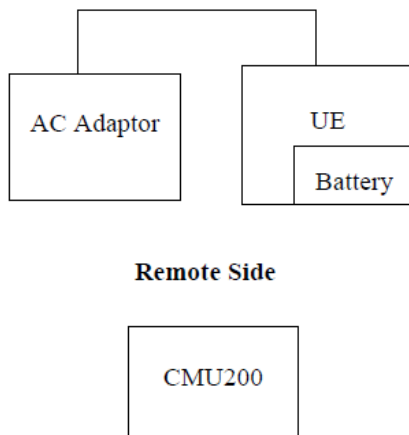 AC Adaptor
UE
Battery
Remote Side
CMU200